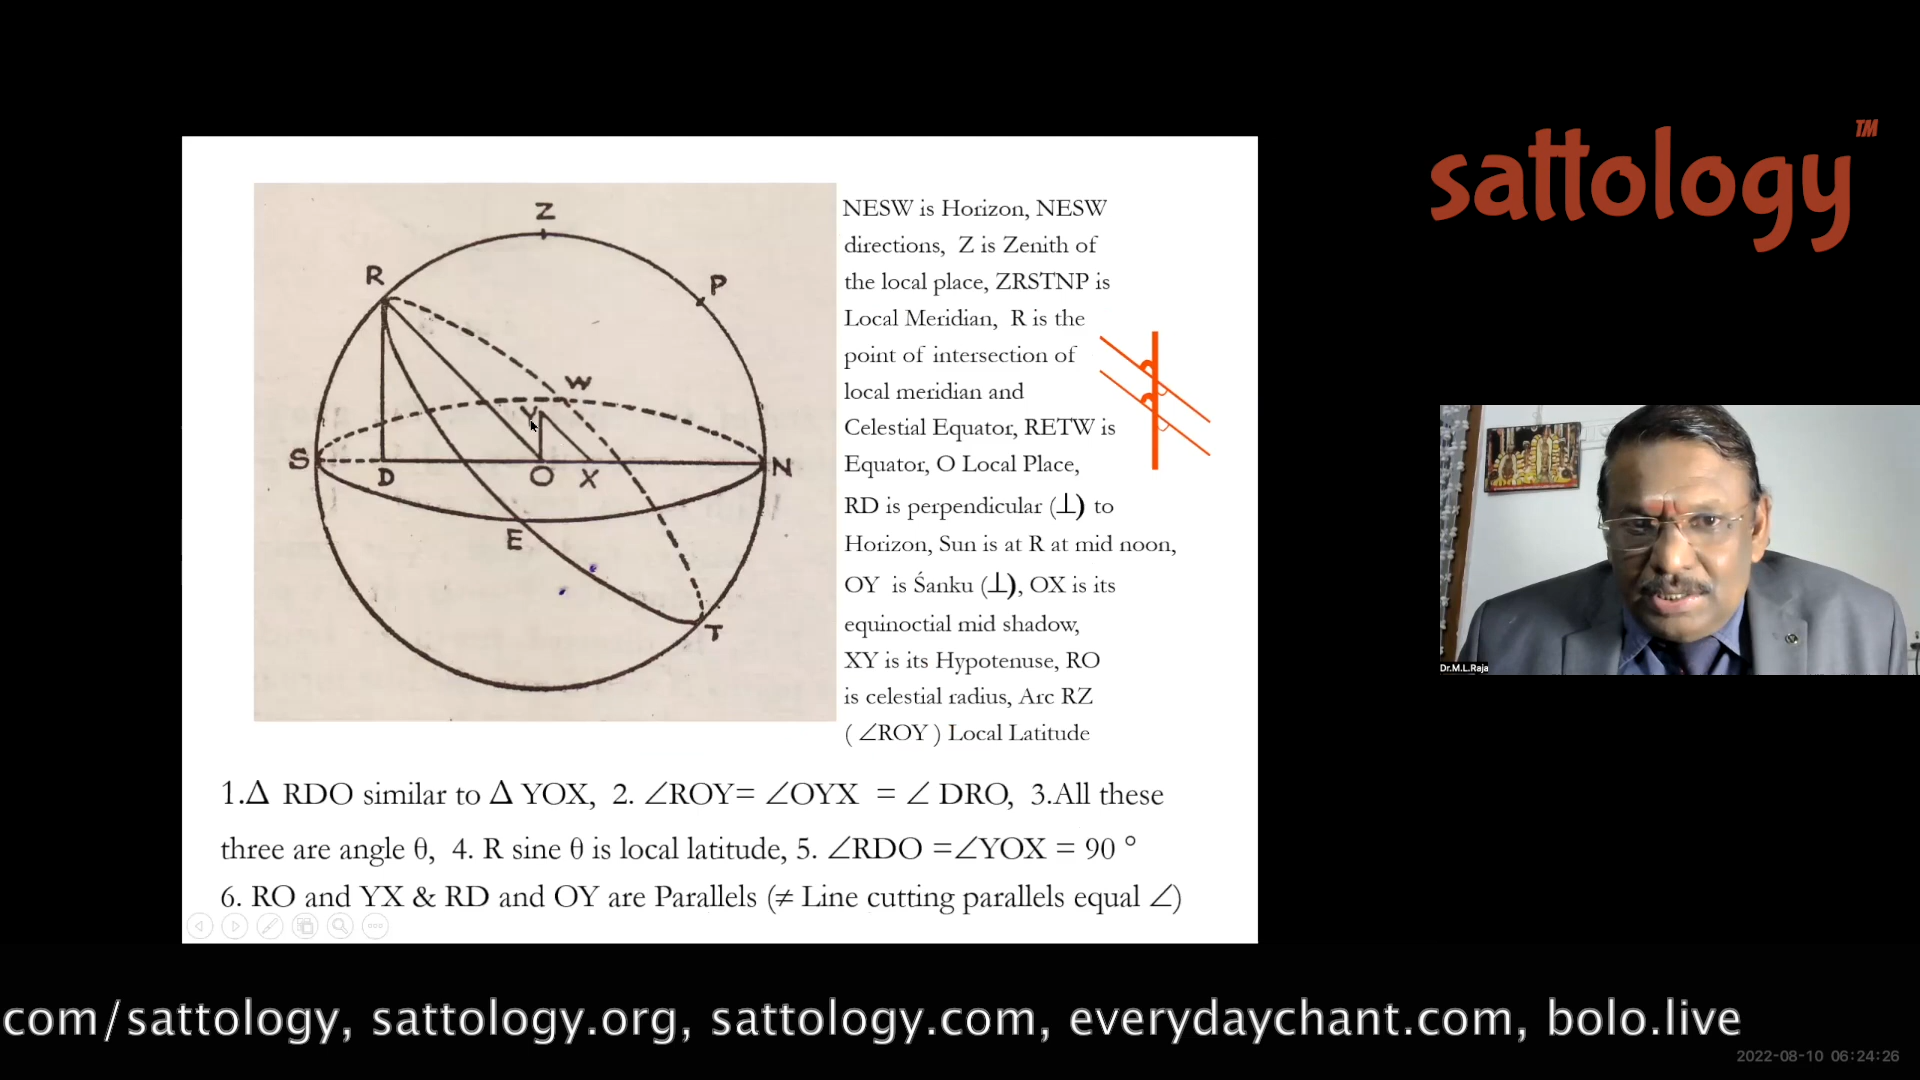 sattology™
Z
R
P
W
Y
S
D
O
X
N
E
T
NESW is Horizon, NESW
directions, Z is Zenith of
the local place, ZRSTNP is
Local Meridian, R is the
point of intersection of
local meridian and
Celestial Equator, RETW is
Equator, O Local Place,
RD is perpendicular (⊥) to
Horizon, Sun is at R at mid noon,
OY is Śanku (⊥), OX is its
equinoctial mid shadow,
XY is its Hypotenuse, RO
is celestial radius, Arc RZ
( ∠ROY ) Local Latitude
1.Δ RDO similar to Δ YOX, 2. ∠ROY= ∠OYX = ∠ DRO, 3.All these
three are angle θ, 4. R sine θ is local latitude, 5. ∠RDO =∠YOX = 90 °
6. RO and YX & RD and OY are Parallels (≠ Line cutting parallels equal ∠)
Dr.M.L.Raja
com/sattology, sattology.org, sattology.com, everydaychant.com, bolo.live
2022-08-10 06:24:26